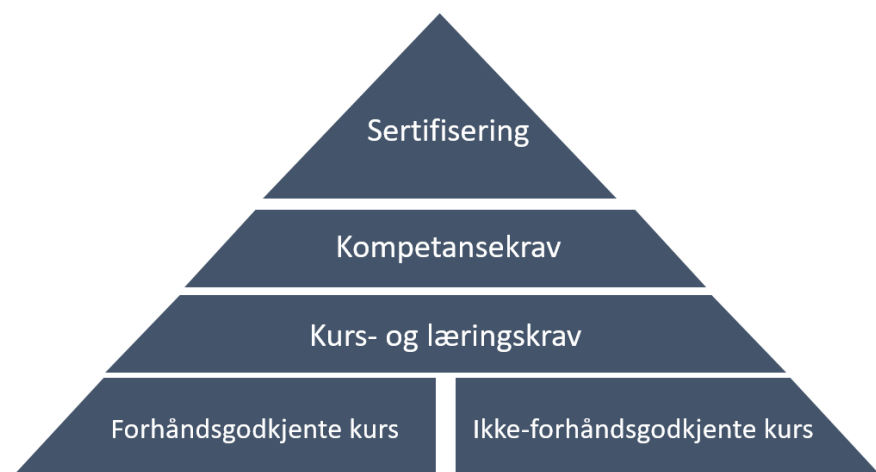 Sertifisering
Kompetansekrav
Kurs- og læringskrav
Forhåndsgodkjente kurs
Ikke-forhåndsgodkjente kurs